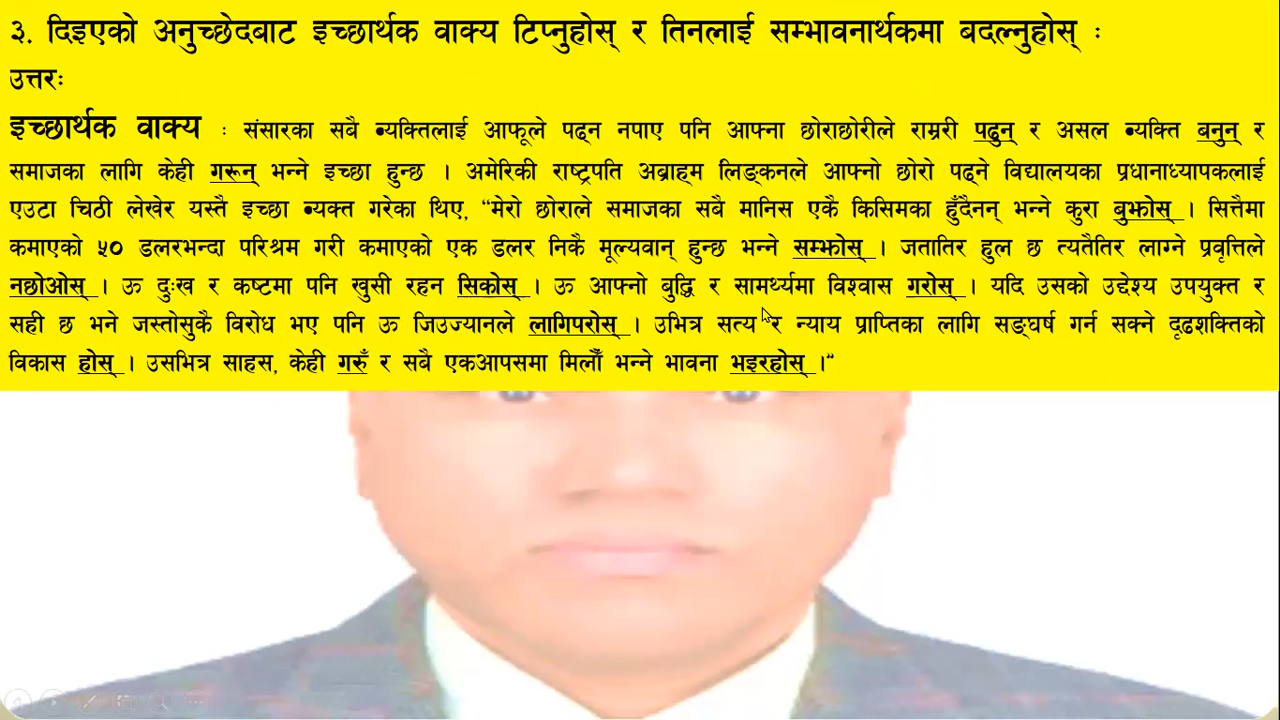 ३. दिइएको अनुच्छेदबाट इच्छार्थक वाक्य टिप्नुहोस् र तिनलाई सम्भावनार्थकमा बदल्नुहोस् :
उत्तरः
इच्छार्थक वाक्य : संसारका सबै व्यक्तिलाई आफूले पढ्न नपाए पनि आफ्ना छोराछोरीले राम्ररी पढुन् र असल व्यक्ति बनुन् र
समाजका लागि केही गरून् भन्ने इच्छा हुन्छ । अमेरिकी राष्ट्रपति अब्राहम लिङ्कनले आफ्नो छोरो पढ्ने विद्यालयका प्रधानाध्यापकलाई
एउटा चिठी लेखेर यस्तै इच्छा व्यक्त गरेका थिए, “मेरो छोराले समाजका सबै मानिस एकै किसिमका हुँदैनन् भन्ने कुरा बुझोस् । सित्तैमा
कमाएको ५० डलरभन्दा परिश्रम गरी कमाएको एक डलर निकै मूल्यवान् हुन्छ भन्ने सम्झोस् । जतातिर हुल छ त्यतैतिर लाग्ने प्रवृत्तिले
नछोओस् । ऊ दुःख र कष्टमा पनि खुसी रहन सिकोस् । ऊ आफ्नो बुद्धि र सामर्थ्यमा विश्वास गरोस् । यदि उसको उद्देश्य उपयुक्त र
सही छ भने जस्तोसुकै विरोध भए पनि ऊ जिउज्यानले लागिपरोस् । उभित्र सत्य र न्याय प्राप्तिका लागि सङ्घर्ष गर्न सक्ने दृढशक्तिको
विकास होस् । उसभित्र साहस, केही गरुँ र सबै एकआपसमा मिलौँ भन्ने भावना भइरहोस् ।“